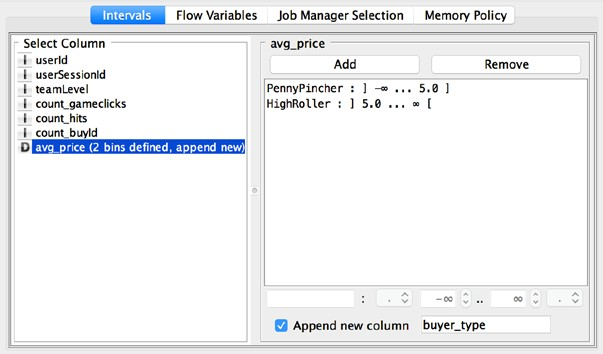 Intervals Flow Variables Job Manager Selection Memory Policy
Select Column
I userId
I userSessionId
I teamLevel
I count_gameclicks
I count_hits
I count_buyId
D avg_price (2 bins defined, append new)
avg_price
Add Remove
PennyPincher : ] -∞ ... 5.0 ]
HighRoller : ] 5.0 ... ∞ [
: . -∞ .. ∞ .
Append new column buyer_type